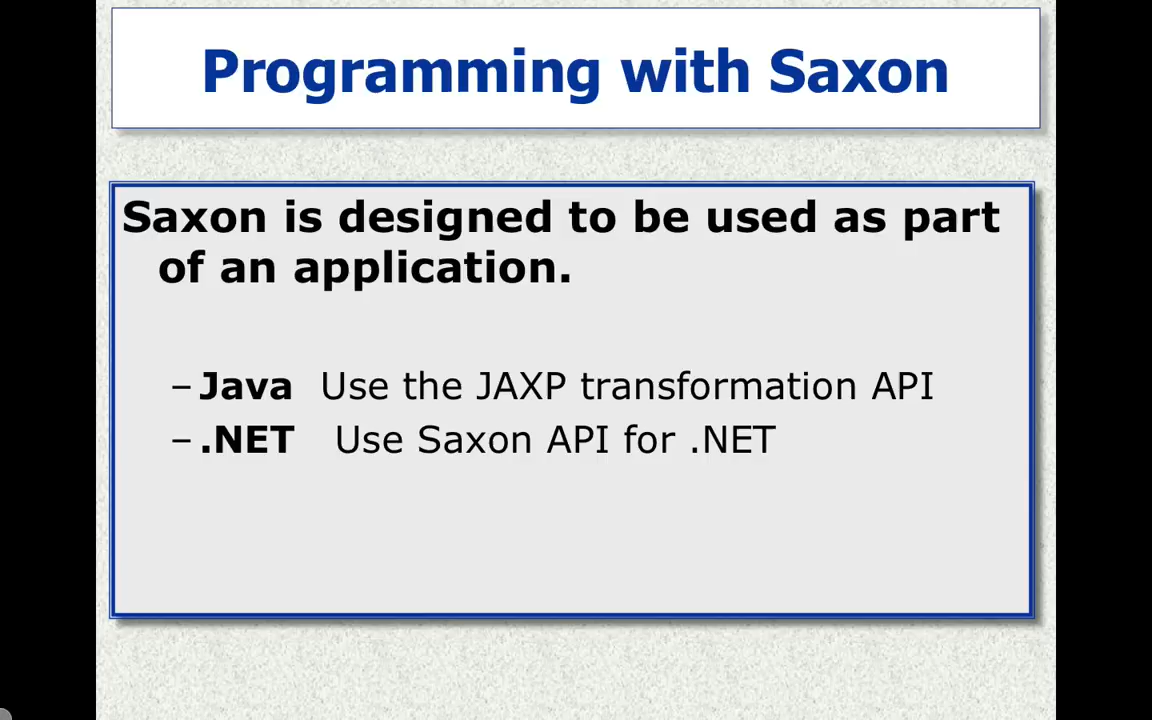 Programming with Saxon
Saxon is designed to be used as part
of an application.
– Java Use the JAXP transformation API
– .NET Use Saxon API for .NET